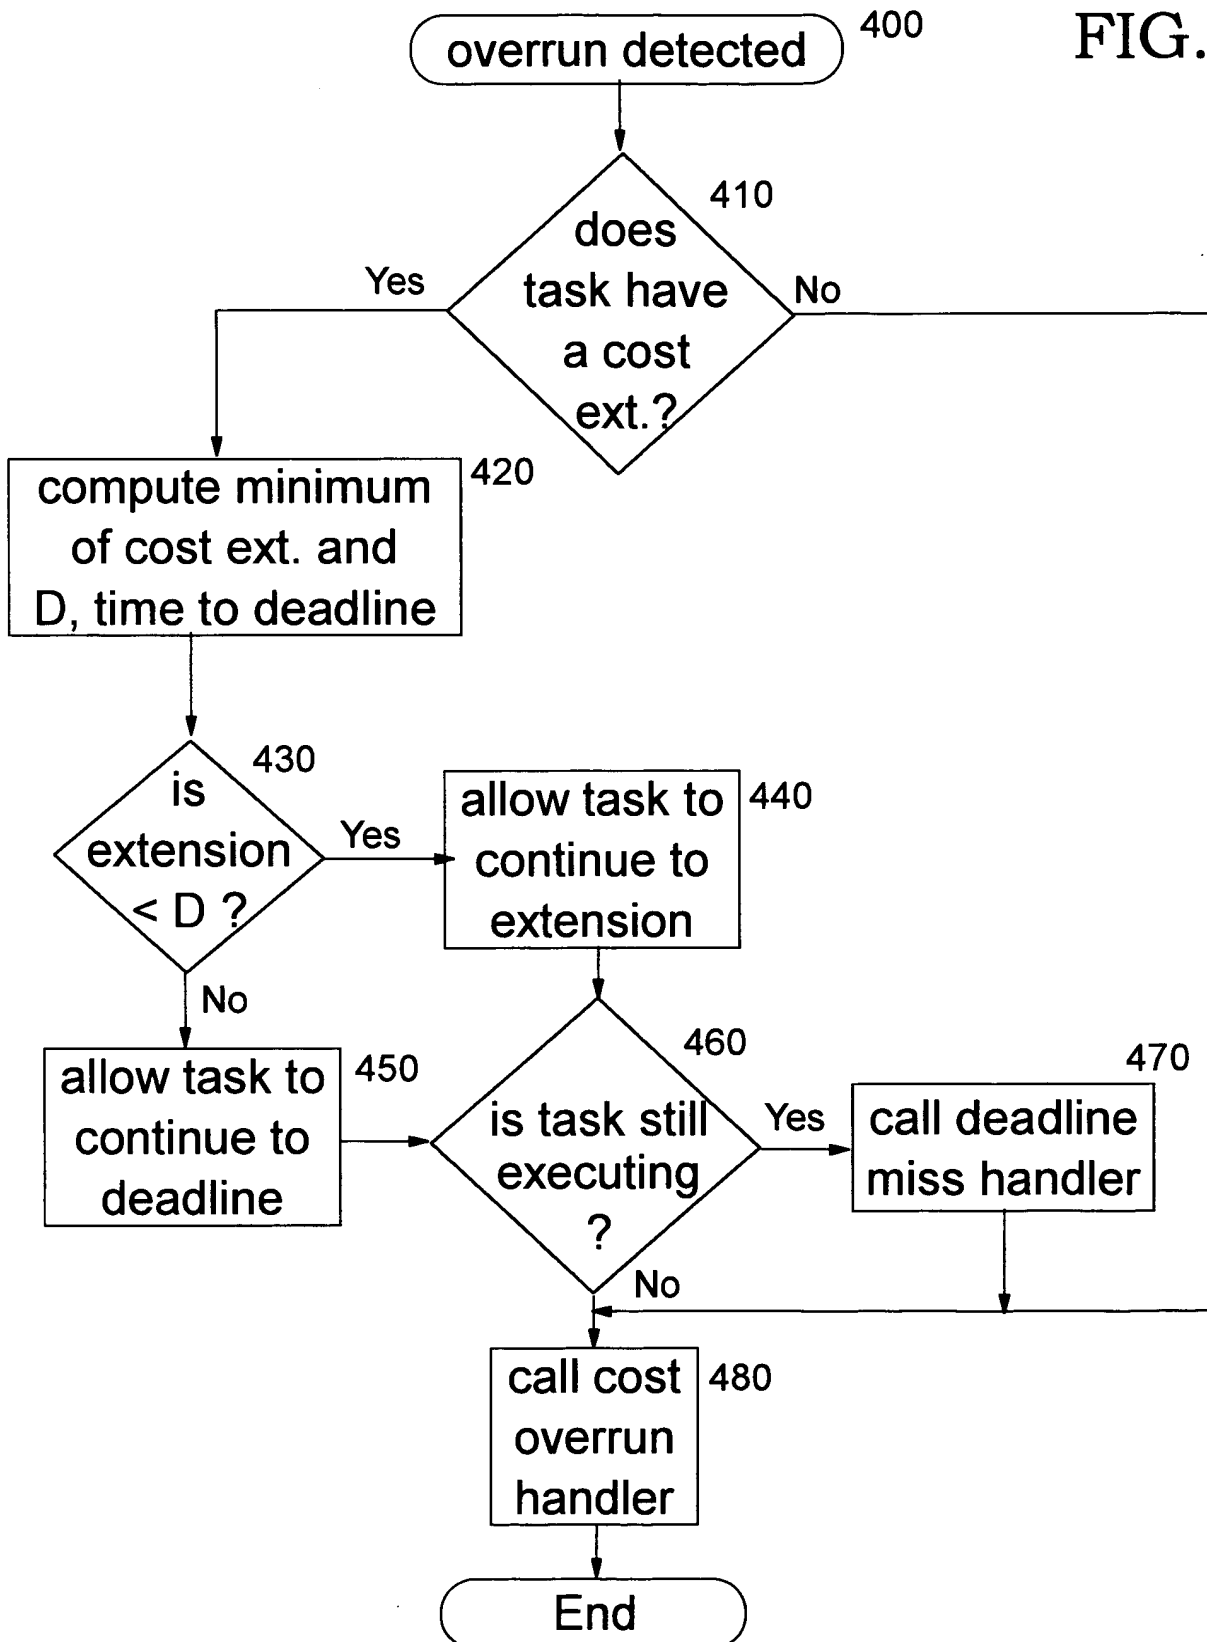 overrun detected
400
FIG.
410
does
task have
a cost
ext.?
Yes
No
420
compute minimum
of cost ext. and
D, time to deadline
430
is
extension
< D ?
Yes
No
440
allow task to
continue to
extension
450
allow task to
continue to
deadline
460
is task still
executing
?
Yes
No
470
call deadline
miss handler
480
call cost
overrun
handler
End